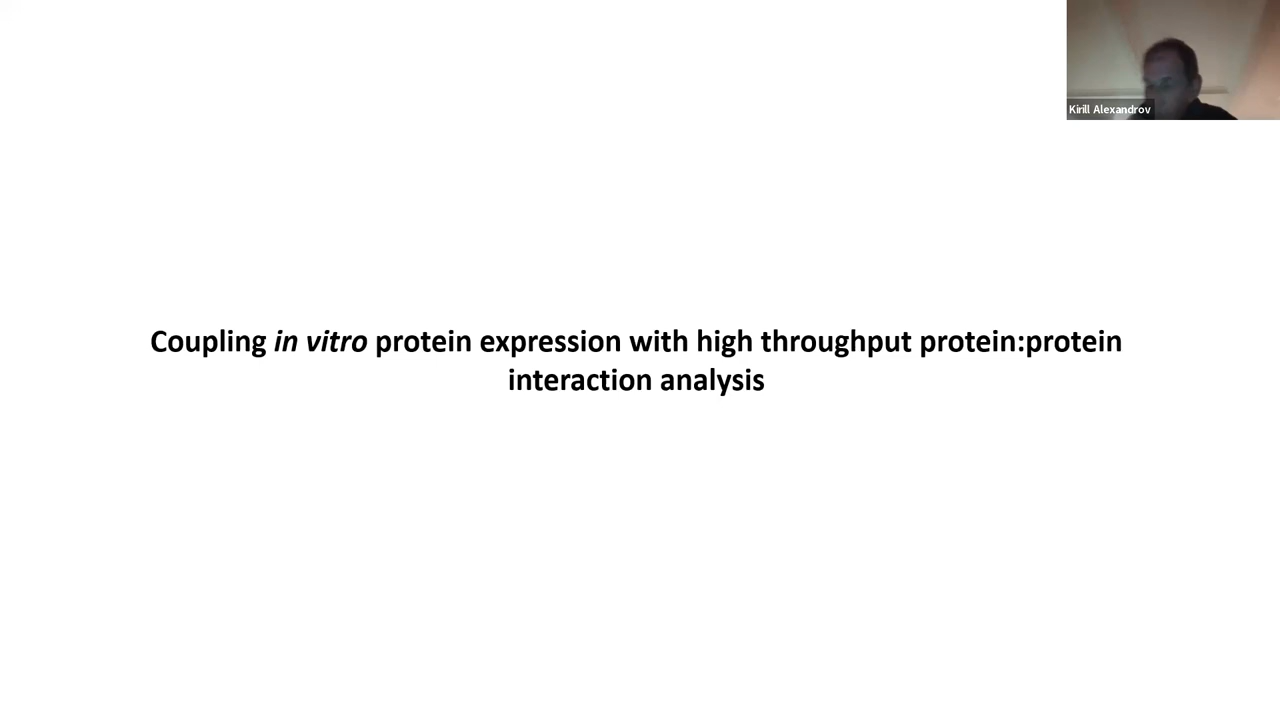 Kirill Alexandrov
Coupling in vitro protein expression with high throughput protein:protein
interaction analysis